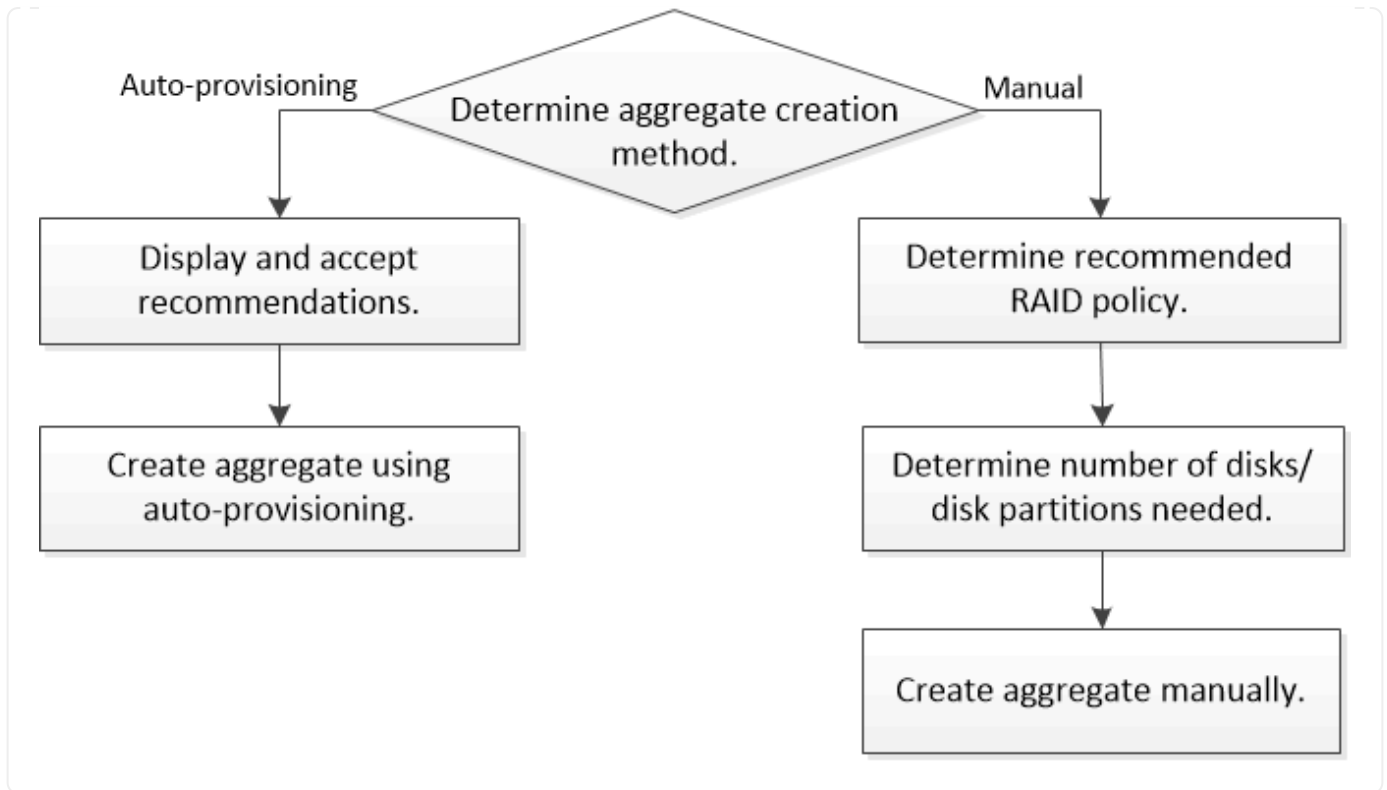 Auto-provisioning
Determine aggregate creation
method.
Manual
Display and accept
recommendations.
Create aggregate using
auto-provisioning.
Determine recommended
RAID policy.
Determine number of disks/
disk partitions needed.
Create aggregate manually.